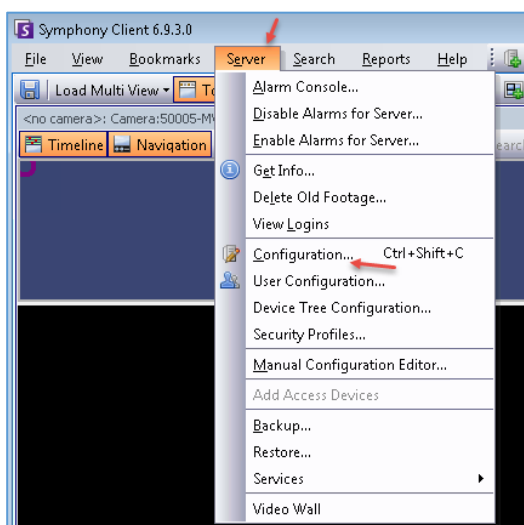 Symphony Client 6.9.3.0
File View Bookmarks Server Search Reports Help
Load Multi View
<no camera>: Camera:50005-
Timeline Navigation
Alarm Console...
Disable Alarms for Server...
Enable Alarms for Server...
Get Info...
Delete Old Footage...
View Logins
Configuration... Ctrl+Shift+C
User Configuration...
Device Tree Configuration...
Security Profiles...
Manual Configuration Editor...
Add Access Devices
Backup...
Restore...
Services
Video Wall